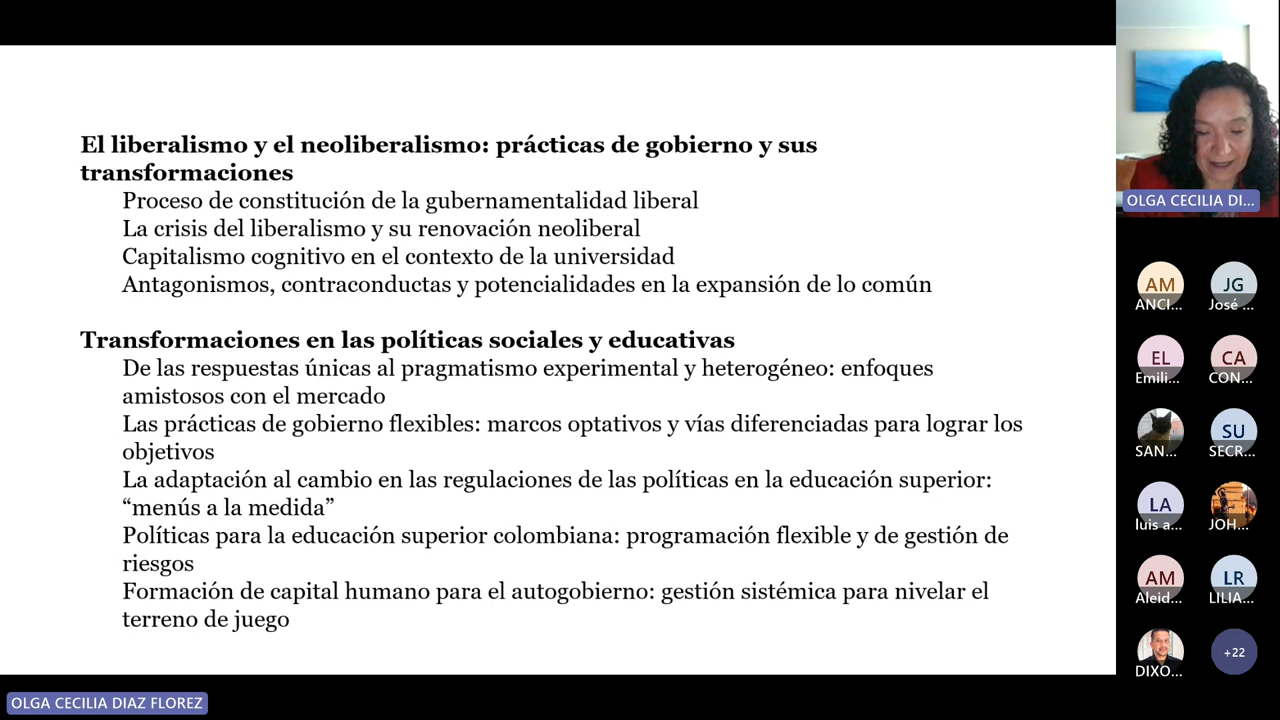 El liberalismo y el neoliberalismo: prácticas de gobierno y sus
transformaciones
Proceso de constitución de la gubernamentalidad liberal
La crisis del liberalismo y su renovación neoliberal
Capitalismo cognitivo en el contexto de la universidad
Antagonismos, contraconductas y potencialidades en la expansión de lo común
Transformaciones en las políticas sociales y educativas
De las respuestas únicas al pragmatismo experimental y heterogéneo: enfoques
amistosos con el mercado
Las prácticas de gobierno flexibles: marcos optativos y vías diferenciadas para lograr los
objetivos
La adaptación al cambio en las regulaciones de las políticas en la educación superior:
“menús a la medida”
Políticas para la educación superior colombiana: programación flexible y de gestión de
riesgos
Formación de capital humano para el autogobierno: gestión sistémica para nivelar el
terreno de juego
OLGA CECILIA DIAZ FLOREZ
OLGA CECILIA DI...
AM
ANCI...
JG
José ...
EL
Emili...
CA
CON...
SAN...
SU
SECR...
LA
luis a...
JOH...
AM
Aleid...
LR
LILIA...
DIXO...
+22